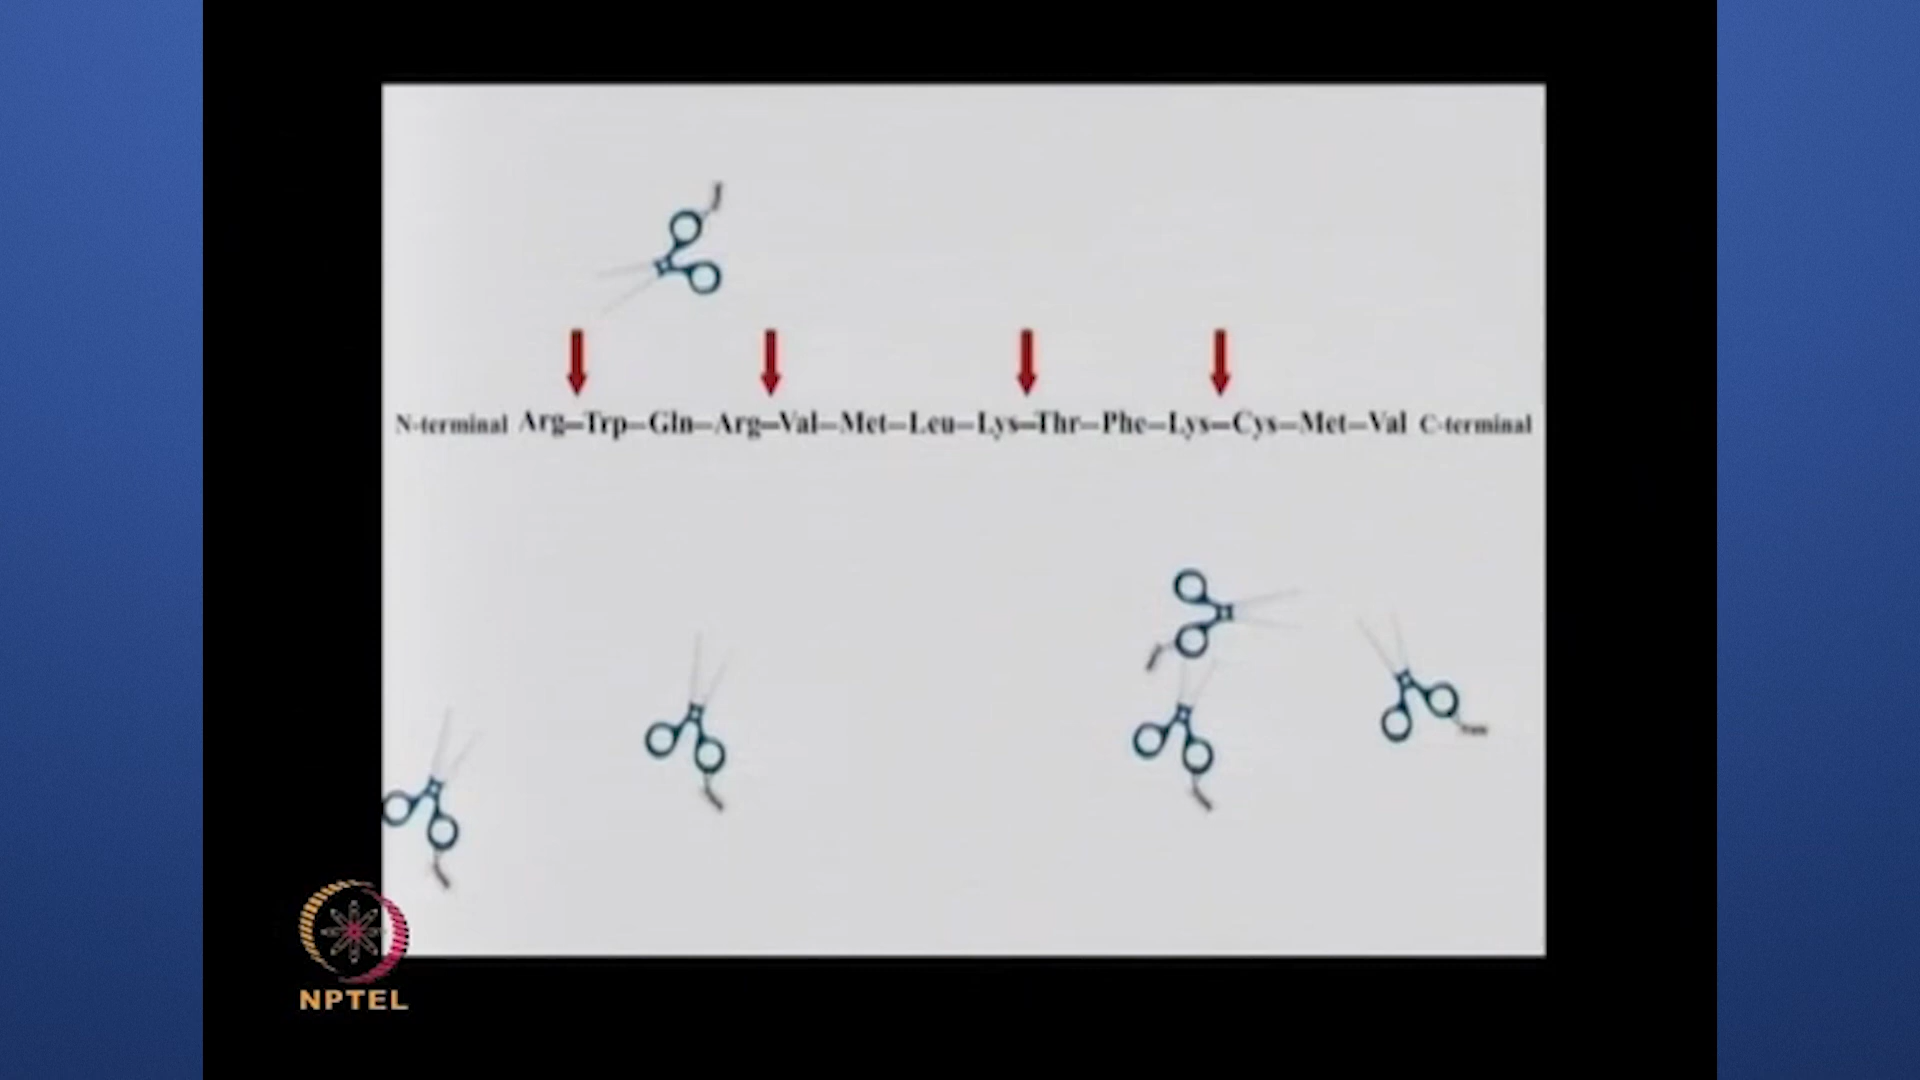 N-terminal Arg–Trp–Gln–Arg–Val–Met–Leu–Lys–Thr–Phe–Lys–Cys–Met–Val C-terminal
NPTEL